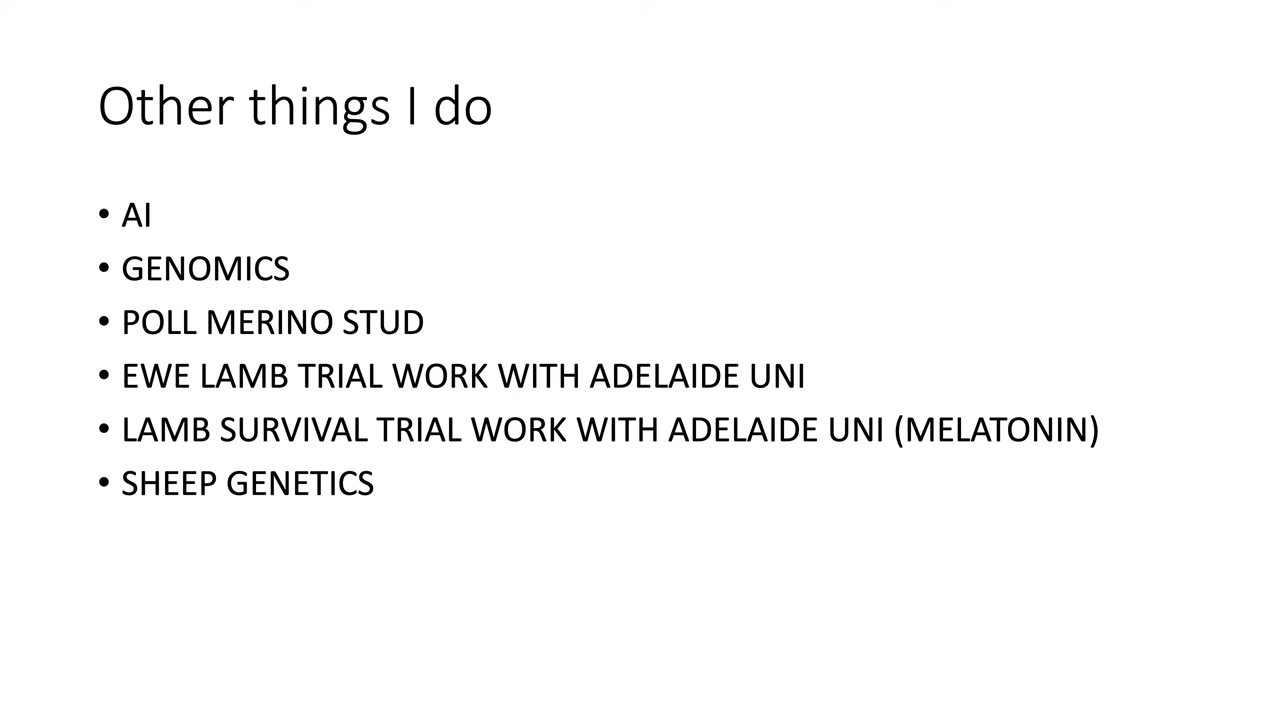 Other things I do
• AI
• GENOMICS
• POLL MERINO STUD
• EWE LAMB TRIAL WORK WITH ADELAIDE UNI
• LAMB SURVIVAL TRIAL WORK WITH ADELAIDE UNI (MELATONIN)
• SHEEP GENETICS